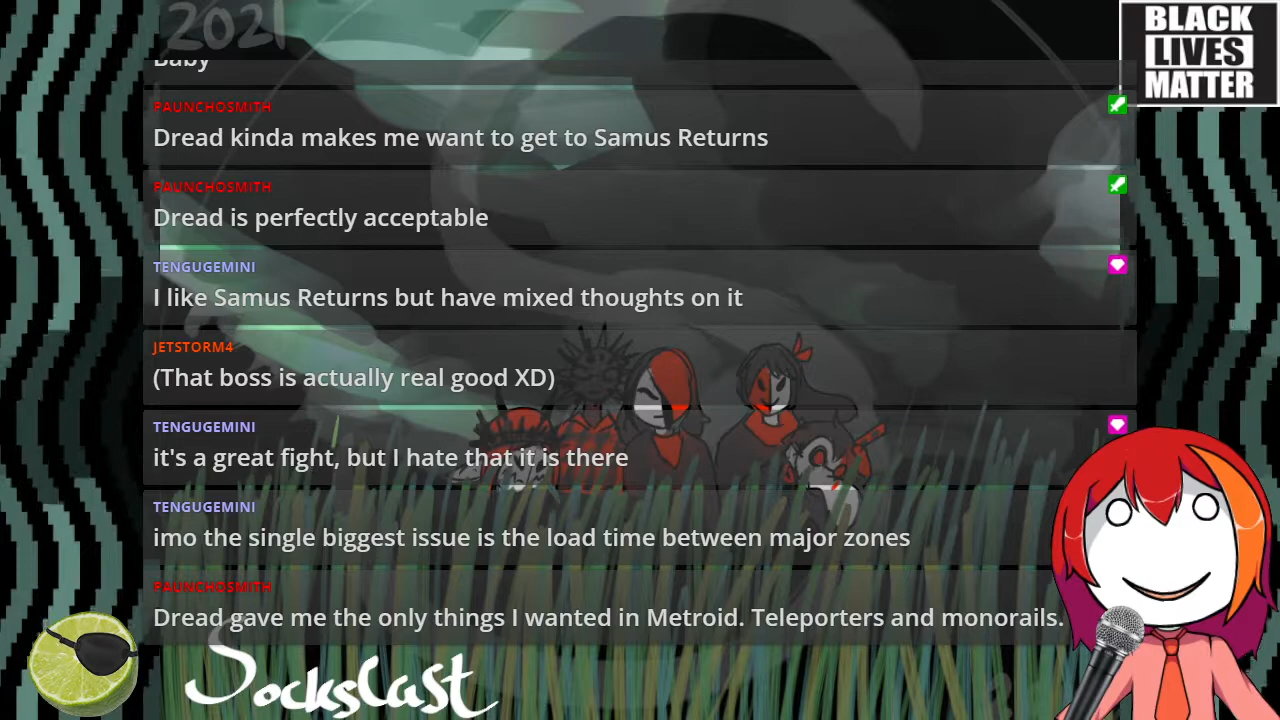 2021
BLACK
LIVES
MATTER
Baby
PAUNCHOSMITH
Dread kinda makes me want to get to Samus Returns
PAUNCHOSMITH
Dread is perfectly acceptable
TENGUGEMINI
I like Samus Returns but have mixed thoughts on it
JETSTORM4
(That boss is actually real good XD)
TENGUGEMINI
it's a great fight, but I hate that it is there
TENGUGEMINI
imo the single biggest issue is the load time between major zones
PAUNCHOSMITH
Dread gave me the only things I wanted in Metroid. Teleporters and monorails.
SocksCast